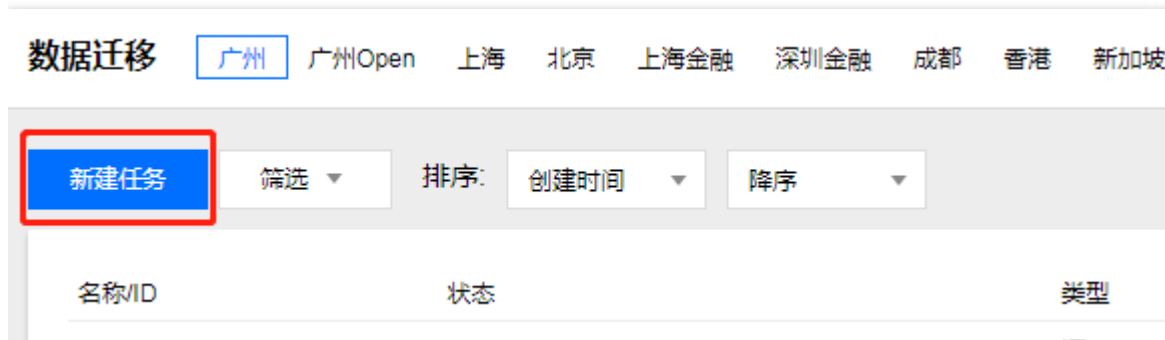 数据迁移 广州 广州Open 上海 北京 上海金融 深圳金融 成都 香港 新加坡
新建任务 筛选 排序: 创建时间 降序
名称/ID 状态 类型